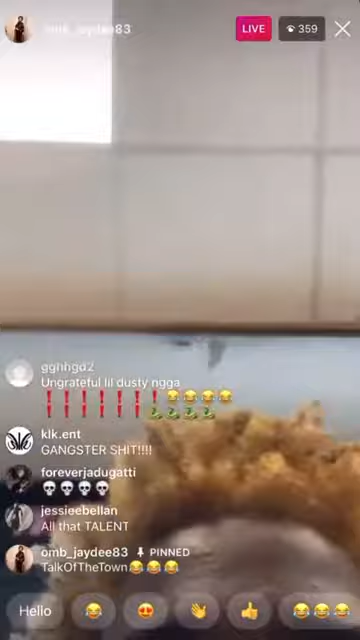 omb_jaydee83 LIVE 359
gghhgd2
Ungrateful lil dusty ngga
❗❗❗❗❗❗❗😂😂😂😂
🐍🐍🐍🐍
klk.ent
GANGSTER SHIT!!!!
foreverjadugatti
💀💀💀💀
jessieebellan
All that TALENT
omb_jaydee83 PINNED
TalkOfTheTown😂😂😂
Hello 😂 😍 👏 👍 😂😂😂